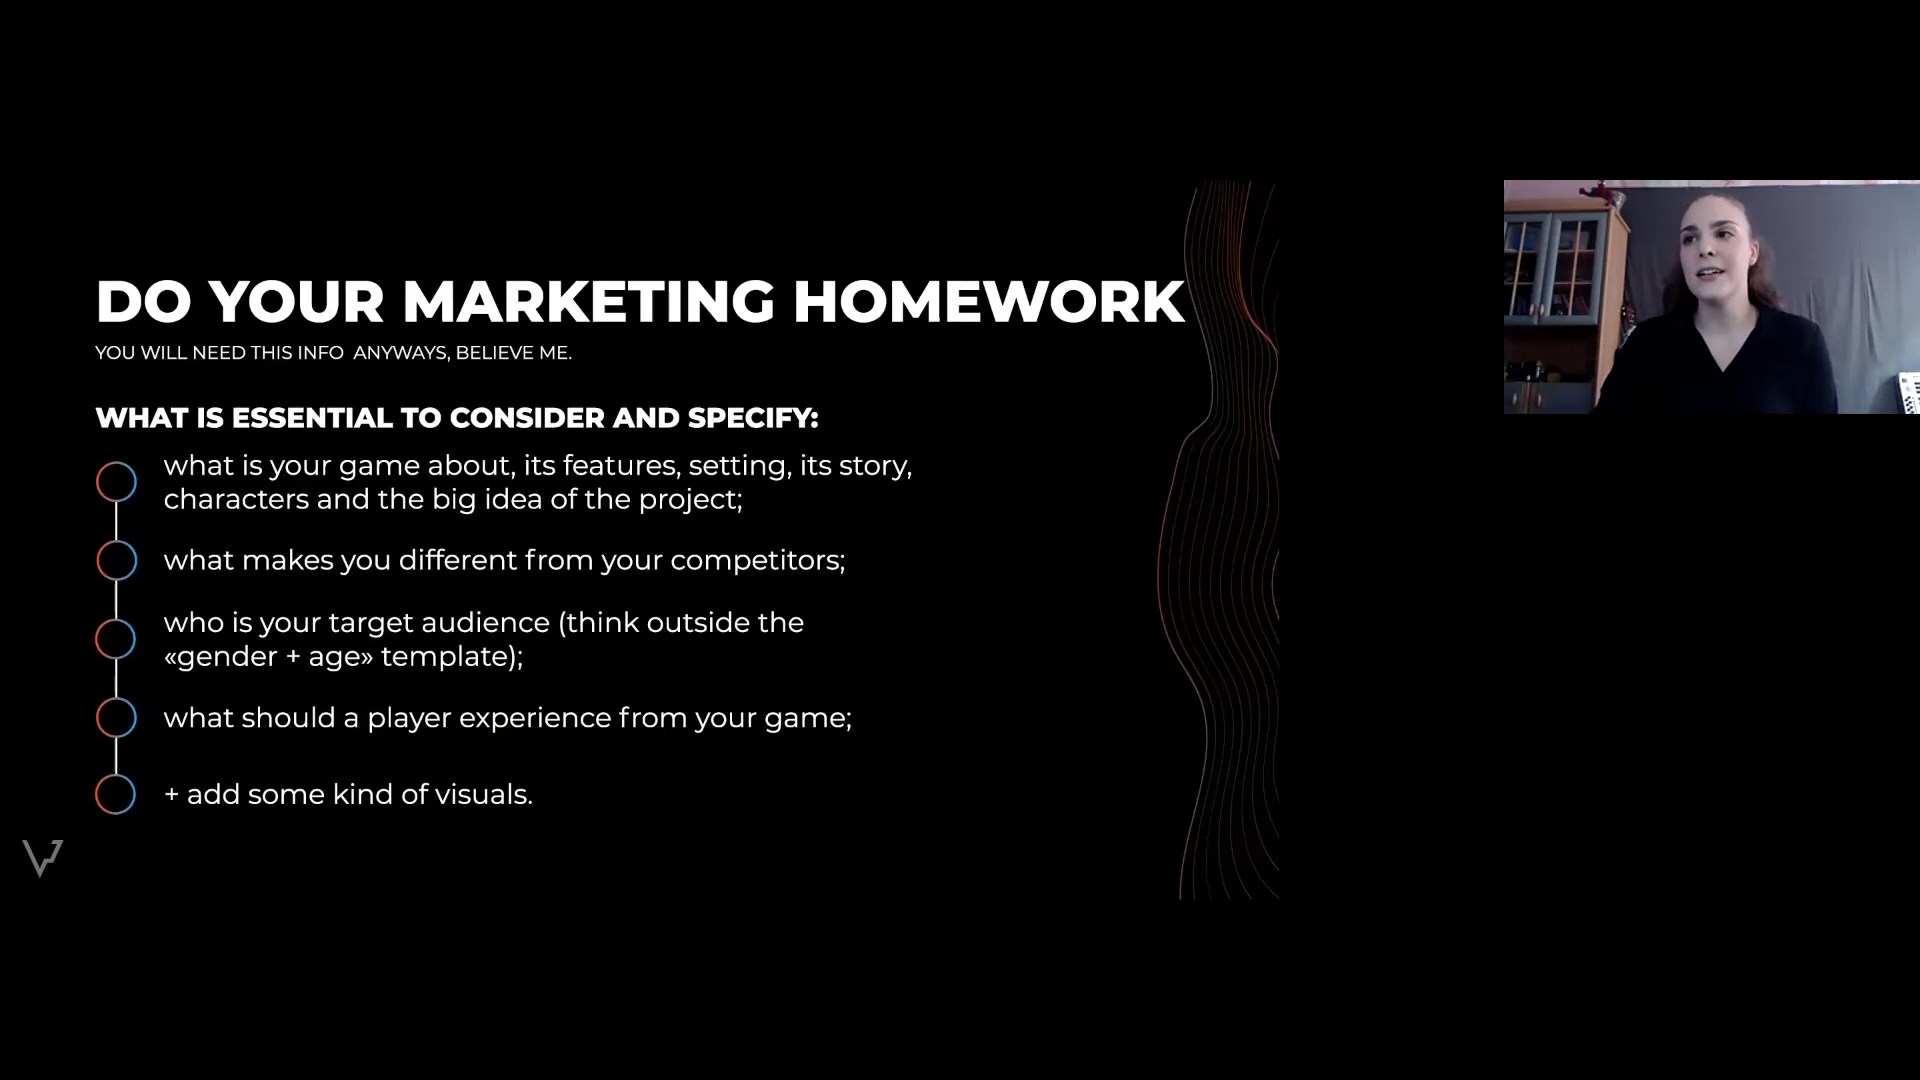 DO YOUR MARKETING HOMEWORK
YOU WILL NEED THIS INFO  ANYWAYS, BELIEVE ME.
WHAT IS ESSENTIAL TO CONSIDER AND SPECIFY:
what is your game about, its features, setting, its story,
characters and the big idea of the project;
what makes you different from your competitors;
who is your target audience (think outside the
«gender + age» template);
what should a player experience from your game;
+ add some kind of visuals.